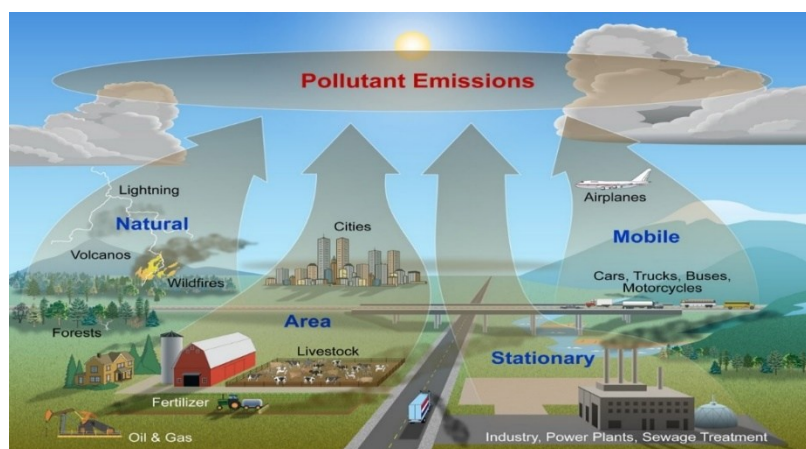 Pollutant Emissions
Lightning
Natural
Volcanos
Wildfires
Forests
Cities
Area
Livestock
Fertilizer
Oil & Gas
Airplanes
Mobile
Cars, Trucks, Buses,
Motorcycles
Stationary
Industry, Power Plants, Sewage Treatment